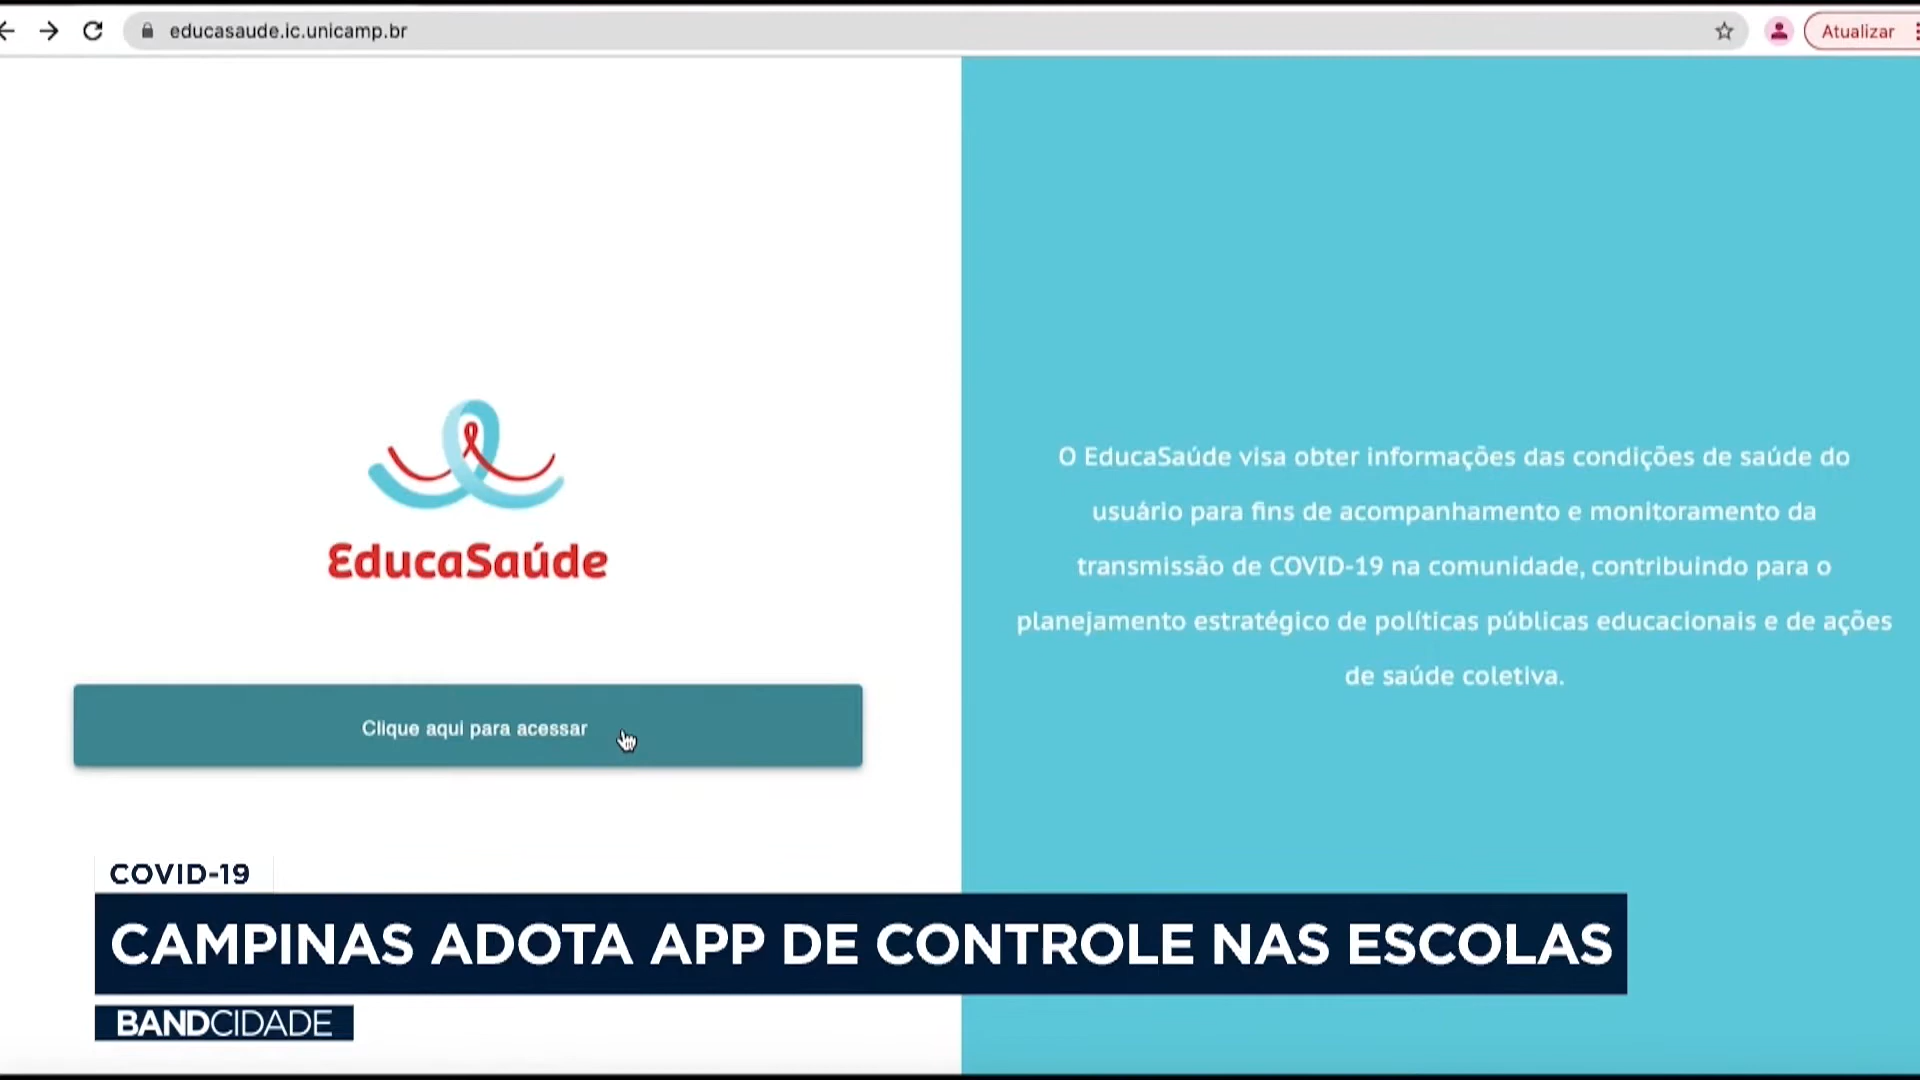 educasaude.ic.unicamp.br
Atualizar
EducaSaúde
Clique aqui para acessar
O EducaSaúde visa obter informações das condições de saúde do
usuário para fins de acompanhamento e monitoramento da
transmissão de COVID-19 na comunidade, contribuindo para o
planejamento estratégico de políticas públicas educacionais e de ações
de saúde coletiva.
COVID-19
CAMPINAS ADOTA APP DE CONTROLE NAS ESCOLAS
BANDCIDADE